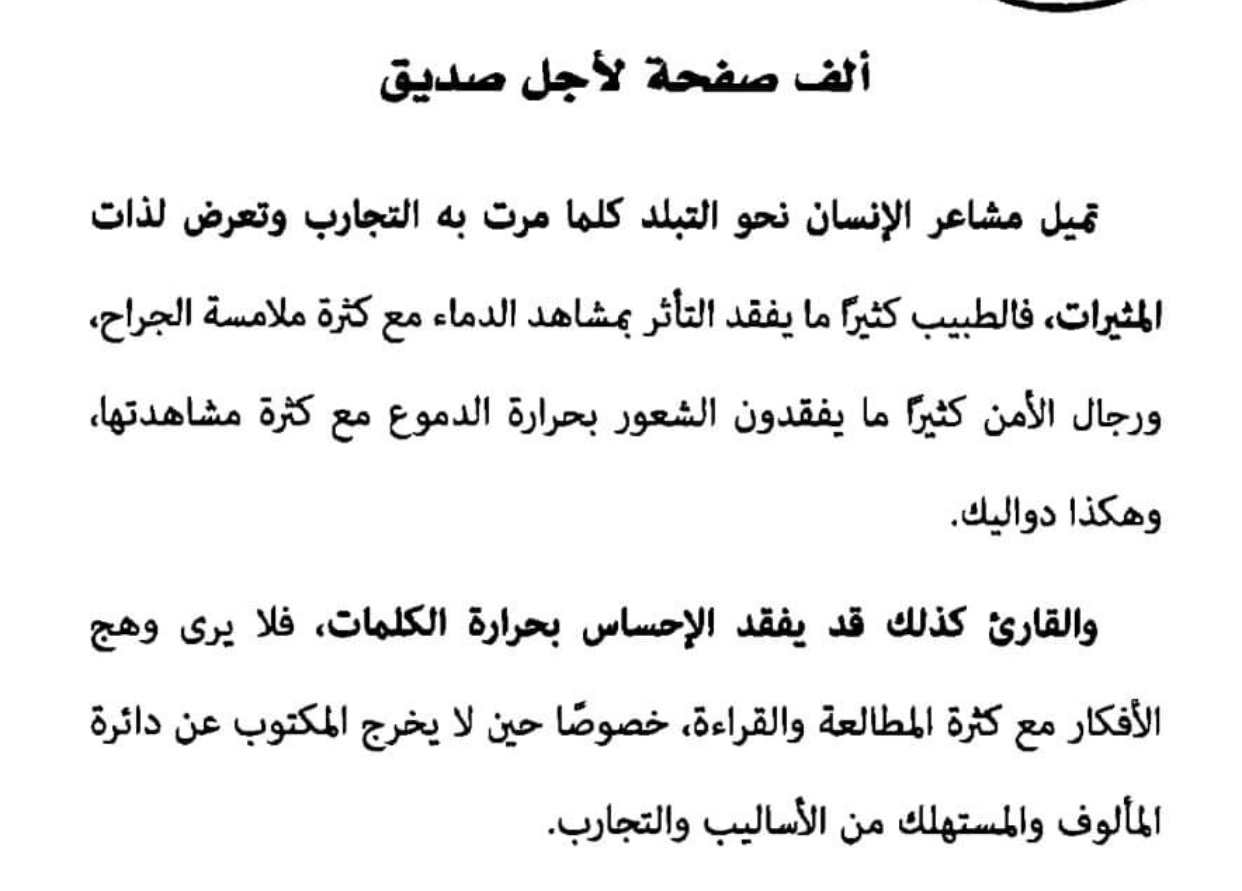 ألف صفحة لأجل صديق
تميل مشاعر الإنسان نحو التبلد كلما مرت به التجارب وتعرض لذات
المثيرات، فالطبيب كثيرًا ما يفقد التأثر بمشاهد الدماء مع كثرة ملامسة الجراح،
ورجال الأمن كثيرًا ما يفقدون الشعور بحرارة الدموع مع كثرة مشاهدتها،
وهكذا دواليك.
والقارئ كذلك قد يفقد الإحساس بحرارة الكلمات، فلا يرى وهج
الأفكار مع كثرة المطالعة والقراءة، خصوصًا حين لا يخرج المكتوب عن دائرة
المألوف والمستهلك من الأساليب والتجارب.